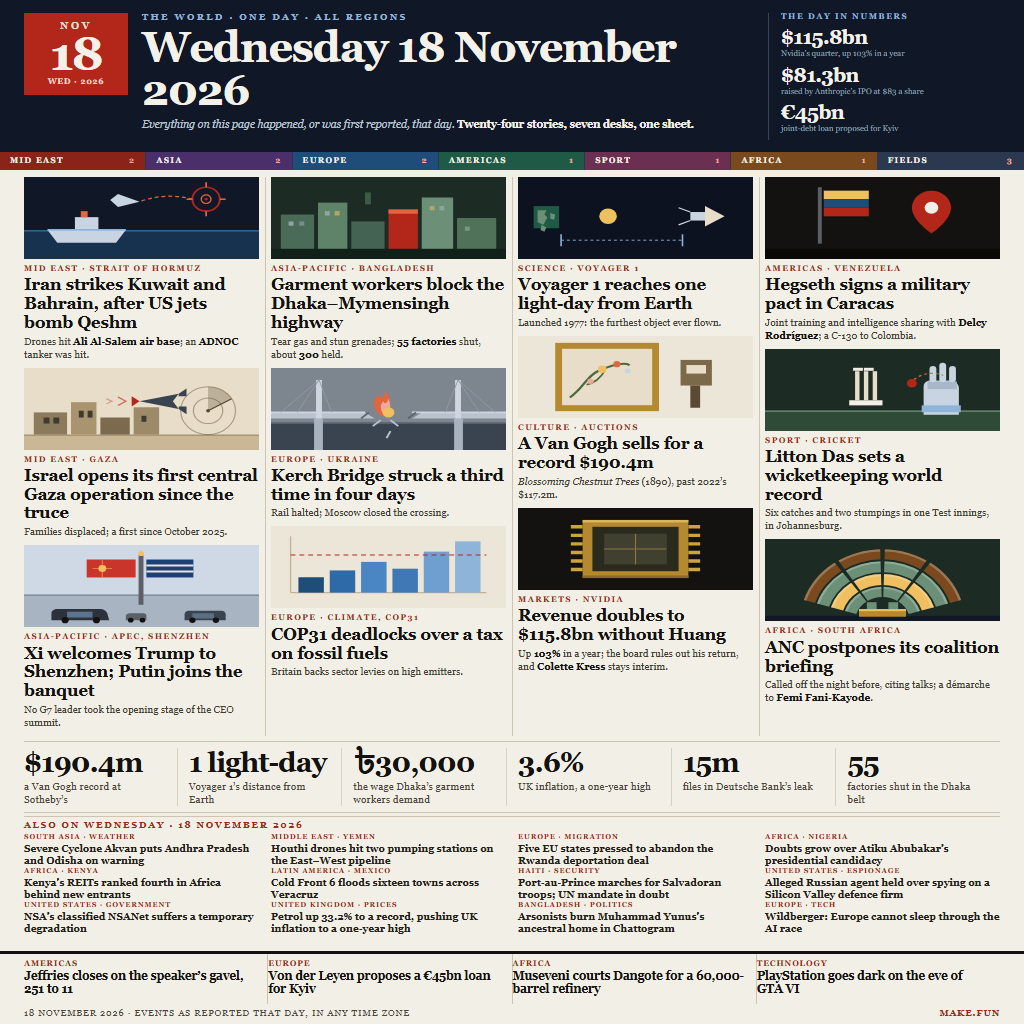 NOV
18
WED · 2026
THE WORLD · ONE DAY · ALL REGIONS
Wednesday 18 November
2026
Everything on this page happened, or was first reported, that day. Twenty-four stories, seven desks, one sheet.
THE DAY IN NUMBERS
$115.8bn
Nvidia's quarter, up 103% in a year
$81.3bn
raised by Anthropic's IPO at $83 a share
€45bn
joint-debt loan proposed for Kyiv
MID EAST 2
ASIA 2
EUROPE 2
AMERICAS 1
SPORT 1
AFRICA 1
FIELDS 3
MID EAST · STRAIT OF HORMUZ
Iran strikes Kuwait and
Bahrain, after US jets
bomb Qeshm
Drones hit Ali Al-Salem air base; an ADNOC
tanker was hit.
MID EAST · GAZA
Israel opens its first central
Gaza operation since the
truce
Families displaced; a first since October 2025.
ASIA-PACIFIC · APEC, SHENZHEN
Xi welcomes Trump to
Shenzhen; Putin joins the
banquet
No G7 leader took the opening stage of the CEO
summit.
ASIA-PACIFIC · BANGLADESH
Garment workers block the
Dhaka–Mymensingh
highway
Tear gas and stun grenades; 55 factories shut,
about 300 held.
EUROPE · UKRAINE
Kerch Bridge struck a third
time in four days
Rail halted; Moscow closed the crossing.
EUROPE · CLIMATE, COP31
COP31 deadlocks over a tax
on fossil fuels
Britain backs sector levies on high emitters.
SCIENCE · VOYAGER 1
Voyager 1 reaches one
light-day from Earth
Launched 1977: the furthest object ever flown.
CULTURE · AUCTIONS
A Van Gogh sells for a
record $190.4m
Blossoming Chestnut Trees (1890), past 2022's
$117.2m.
MARKETS · NVIDIA
Revenue doubles to
$115.8bn without Huang
Up 103% in a year; the board rules out his return,
and Colette Kress stays interim.
AMERICAS · VENEZUELA
Hegseth signs a military
pact in Caracas
Joint training and intelligence sharing with Delcy
Rodríguez; a C-130 to Colombia.
SPORT · CRICKET
Litton Das sets a
wicketkeeping world
record
Six catches and two stumpings in one Test innings,
in Johannesburg.
AFRICA · SOUTH AFRICA
ANC postpones its coalition
briefing
Called off the night before, citing talks; a démarche
to Femi Fani-Kayode.
$190.4m
a Van Gogh record at
Sotheby's
1 light-day
Voyager 1's distance from
Earth
৳30,000
the wage Dhaka's garment
workers demand
3.6%
UK inflation, a one-year high
15m
files in Deutsche Bank's leak
55
factories shut in the Dhaka
belt
ALSO ON WEDNESDAY · 18 NOVEMBER 2026
SOUTH ASIA · WEATHER
Severe Cyclone Akvan puts Andhra Pradesh
and Odisha on warning
AFRICA · KENYA
Kenya's REITs ranked fourth in Africa
behind new entrants
UNITED STATES · GOVERNMENT
NSA's classified NSANet suffers a temporary
degradation
MIDDLE EAST · YEMEN
Houthi drones hit two pumping stations on
the East–West pipeline
LATIN AMERICA · MEXICO
Cold Front 6 floods sixteen towns across
Veracruz
UNITED KINGDOM · PRICES
Petrol up 33.2% to a record, pushing UK
inflation to a one-year high
EUROPE · MIGRATION
Five EU states pressed to abandon the
Rwanda deportation deal
HAITI · SECURITY
Port-au-Prince marches for Salvadoran
troops; UN mandate in doubt
BANGLADESH · POLITICS
Arsonists burn Muhammad Yunus's
ancestral home in Chattogram
AFRICA · NIGERIA
Doubts grow over Atiku Abubakar's
presidential candidacy
UNITED STATES · ESPIONAGE
Alleged Russian agent held over spying on a
Silicon Valley defence firm
EUROPE · TECH
Wildberger: Europe cannot sleep through the
AI race
AMERICAS
Jeffries closes on the speaker's gavel,
251 to 11
EUROPE
Von der Leyen proposes a €45bn loan
for Kyiv
AFRICA
Museveni courts Dangote for a 60,000-
barrel refinery
TECHNOLOGY
PlayStation goes dark on the eve of
GTA VI
18 NOVEMBER 2026 · EVENTS AS REPORTED THAT DAY, IN ANY TIME ZONE
MAKE.FUN